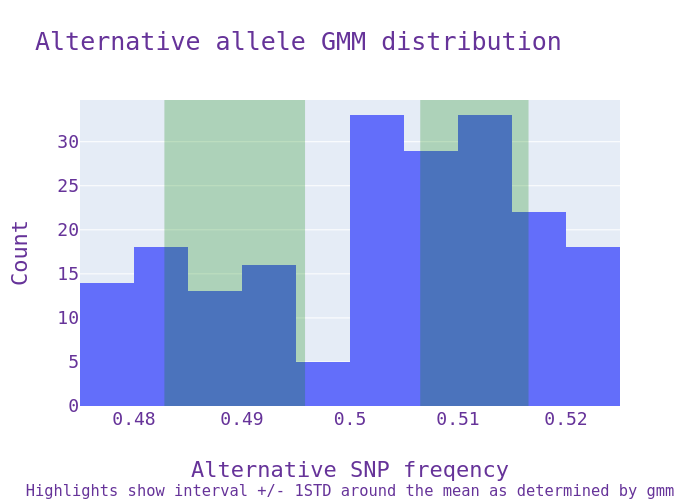 Alternative allele GMM distribution
30
25
20
15
10
5
0
Count
0.48 0.49 0.5 0.51 0.52
Alternative SNP freqency
Highlights show interval +/- 1STD around the mean as determined by gmm